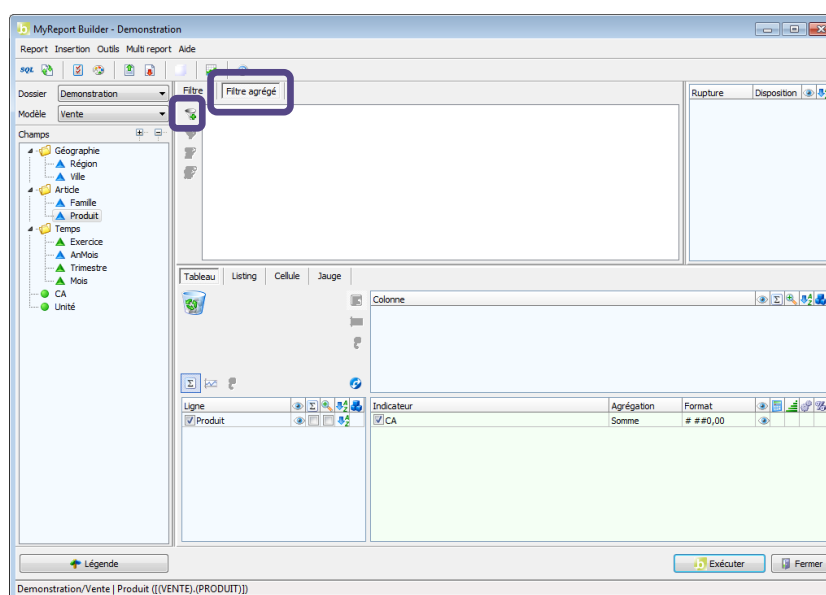 MyReport Builder - Demonstration
Report Insertion Outils Multi report Aide
SQL
Dossier Demonstration
Modèle Vente
Champs
Géographie
Région
Ville
Article
Famille
Produit
Temps
Exercice
AnMois
Trimestre
Mois
CA
Unité
Filtre Filtre agrégé
Rupture Disposition
Tableau Listing Cellule Jauge
Colonne
Ligne
Produit
Indicateur Agrégation Format
CA Somme # ##0,00
Légende
Exécuter Fermer
Demonstration/Vente | Produit ([(VENTE).(PRODUIT)])